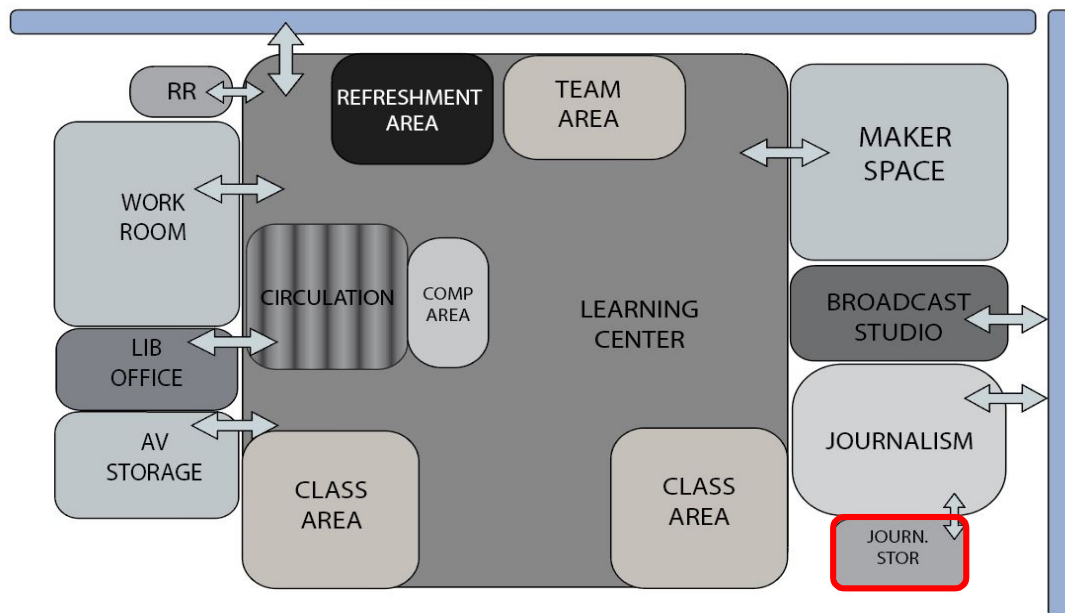 RR
REFRESHMENT
AREA
TEAM
AREA
MAKER
SPACE
WORK
ROOM
CIRCULATION
COMP
AREA
LEARNING
CENTER
BROADCAST
STUDIO
LIB
OFFICE
AV
STORAGE
CLASS
AREA
CLASS
AREA
JOURNALISM
JOURN.
STOR